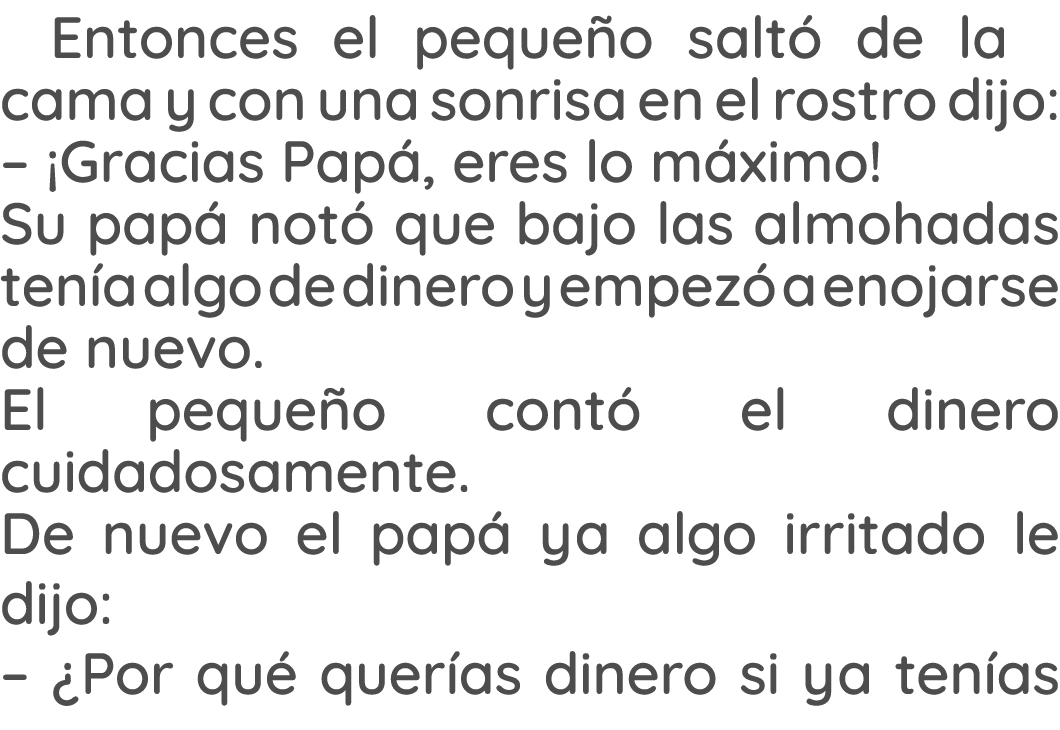 Entonces el pequeño saltó de la
cama y con una sonrisa en el rostro dijo:
– ¡Gracias Papá, eres lo máximo!
Su papá notó que bajo las almohadas
tenía algo de dinero y empezó a enojarse
de nuevo.
El pequeño contó el dinero
cuidadosamente.
De nuevo el papá ya algo irritado le
dijo:
– ¿Por qué querías dinero si ya tenías